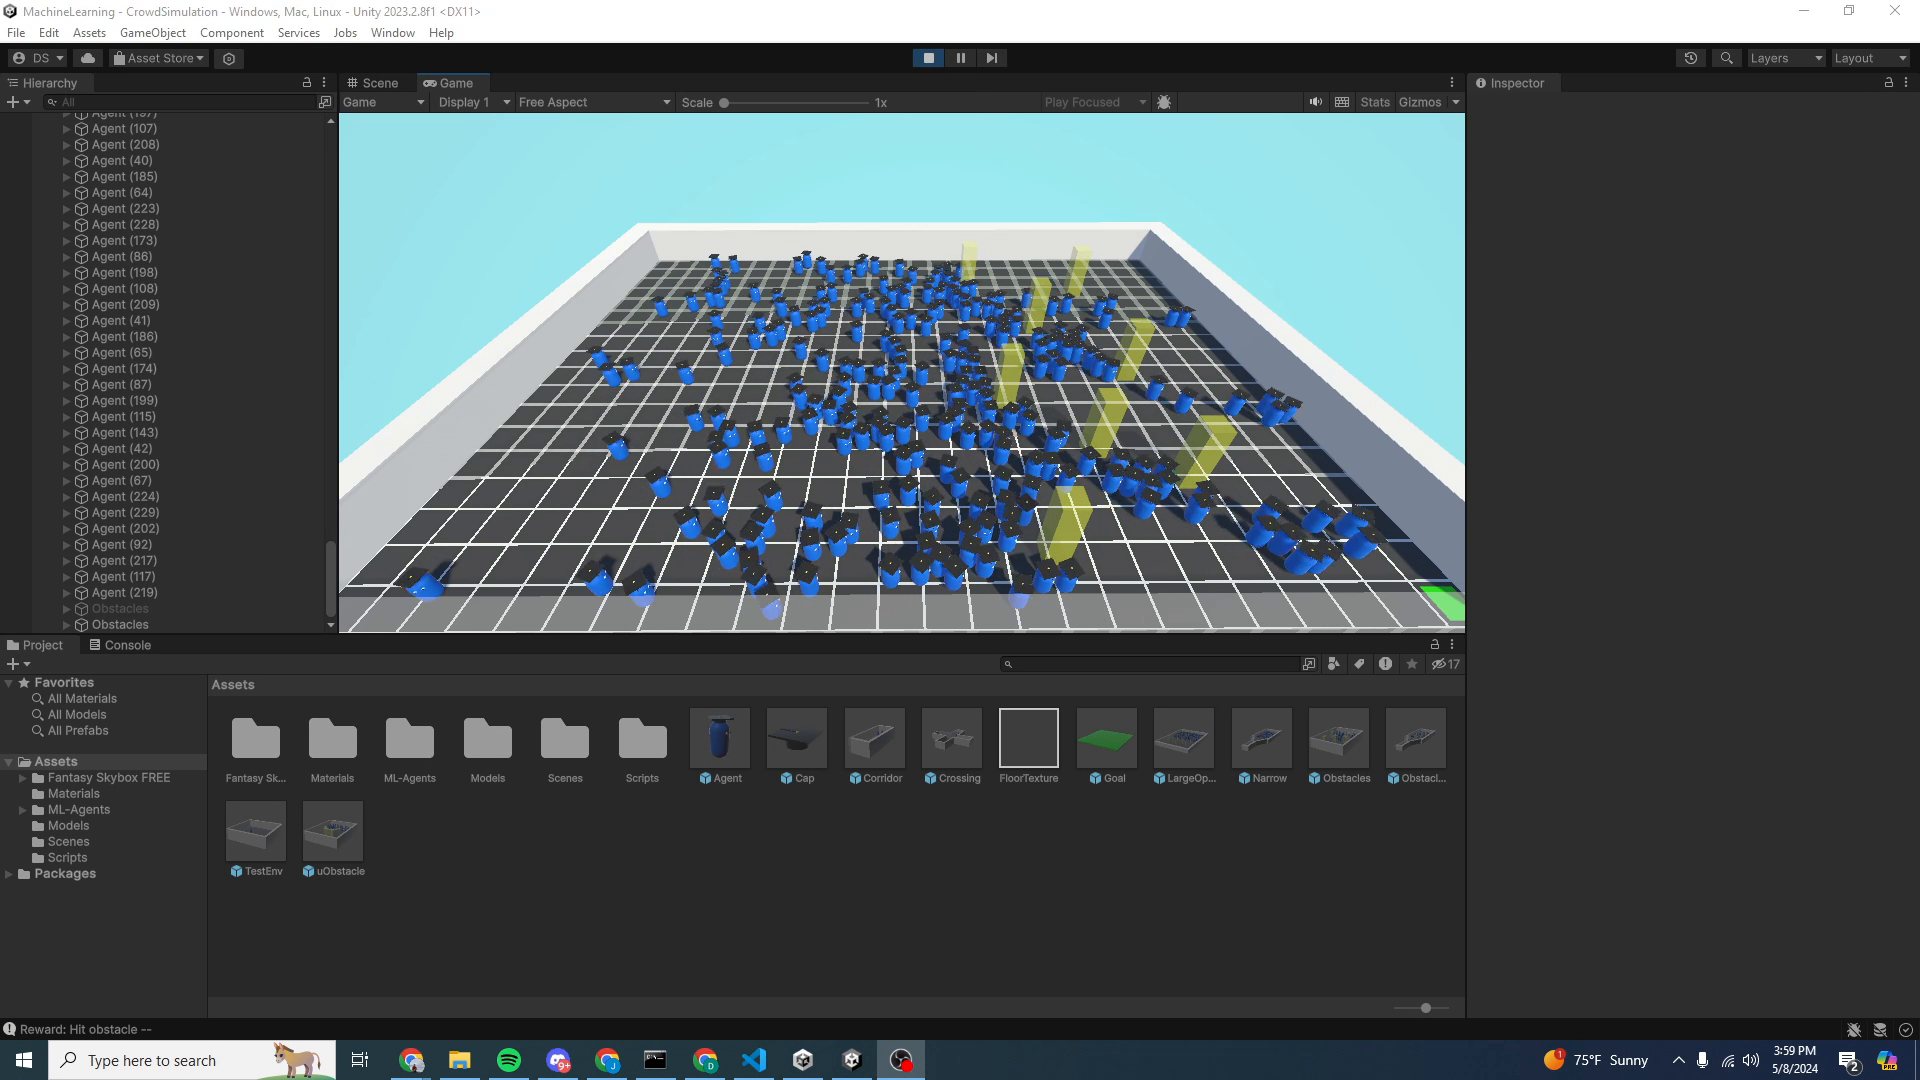 MachineLearning - CrowdSimulation - Windows, Mac, Linux - Unity 2023.2.8f1 <DX11>
File Edit Assets GameObject Component Services Jobs Window Help
DS Asset Store Layers Layout
Hierarchy
All
Agent (197)
Agent (107)
Agent (208)
Agent (40)
Agent (185)
Agent (64)
Agent (223)
Agent (228)
Agent (173)
Agent (86)
Agent (198)
Agent (108)
Agent (209)
Agent (41)
Agent (186)
Agent (65)
Agent (174)
Agent (87)
Agent (199)
Agent (115)
Agent (143)
Agent (42)
Agent (200)
Agent (67)
Agent (224)
Agent (229)
Agent (202)
Agent (92)
Agent (217)
Agent (117)
Agent (219)
Obstacles
Obstacles
Scene Game
Game Display 1 Free Aspect Scale 1x Play Focused Stats Gizmos
Inspector
Project Console
17
Favorites
All Materials
All Models
All Prefabs
Assets
Fantasy Skybox FREE
Materials
ML-Agents
Models
Scenes
Scripts
Packages
Assets
Fantasy Sk... Materials ML-Agents Models Scenes Scripts Agent Cap Corridor Crossing FloorTexture Goal LargeOp... Narrow Obstacles Obstacl...
TestEnv uObstacle
Reward: Hit obstacle --
Type here to search
9+
J
D
1
75°F Sunny
3:59 PM
5/8/2024
2
PRE